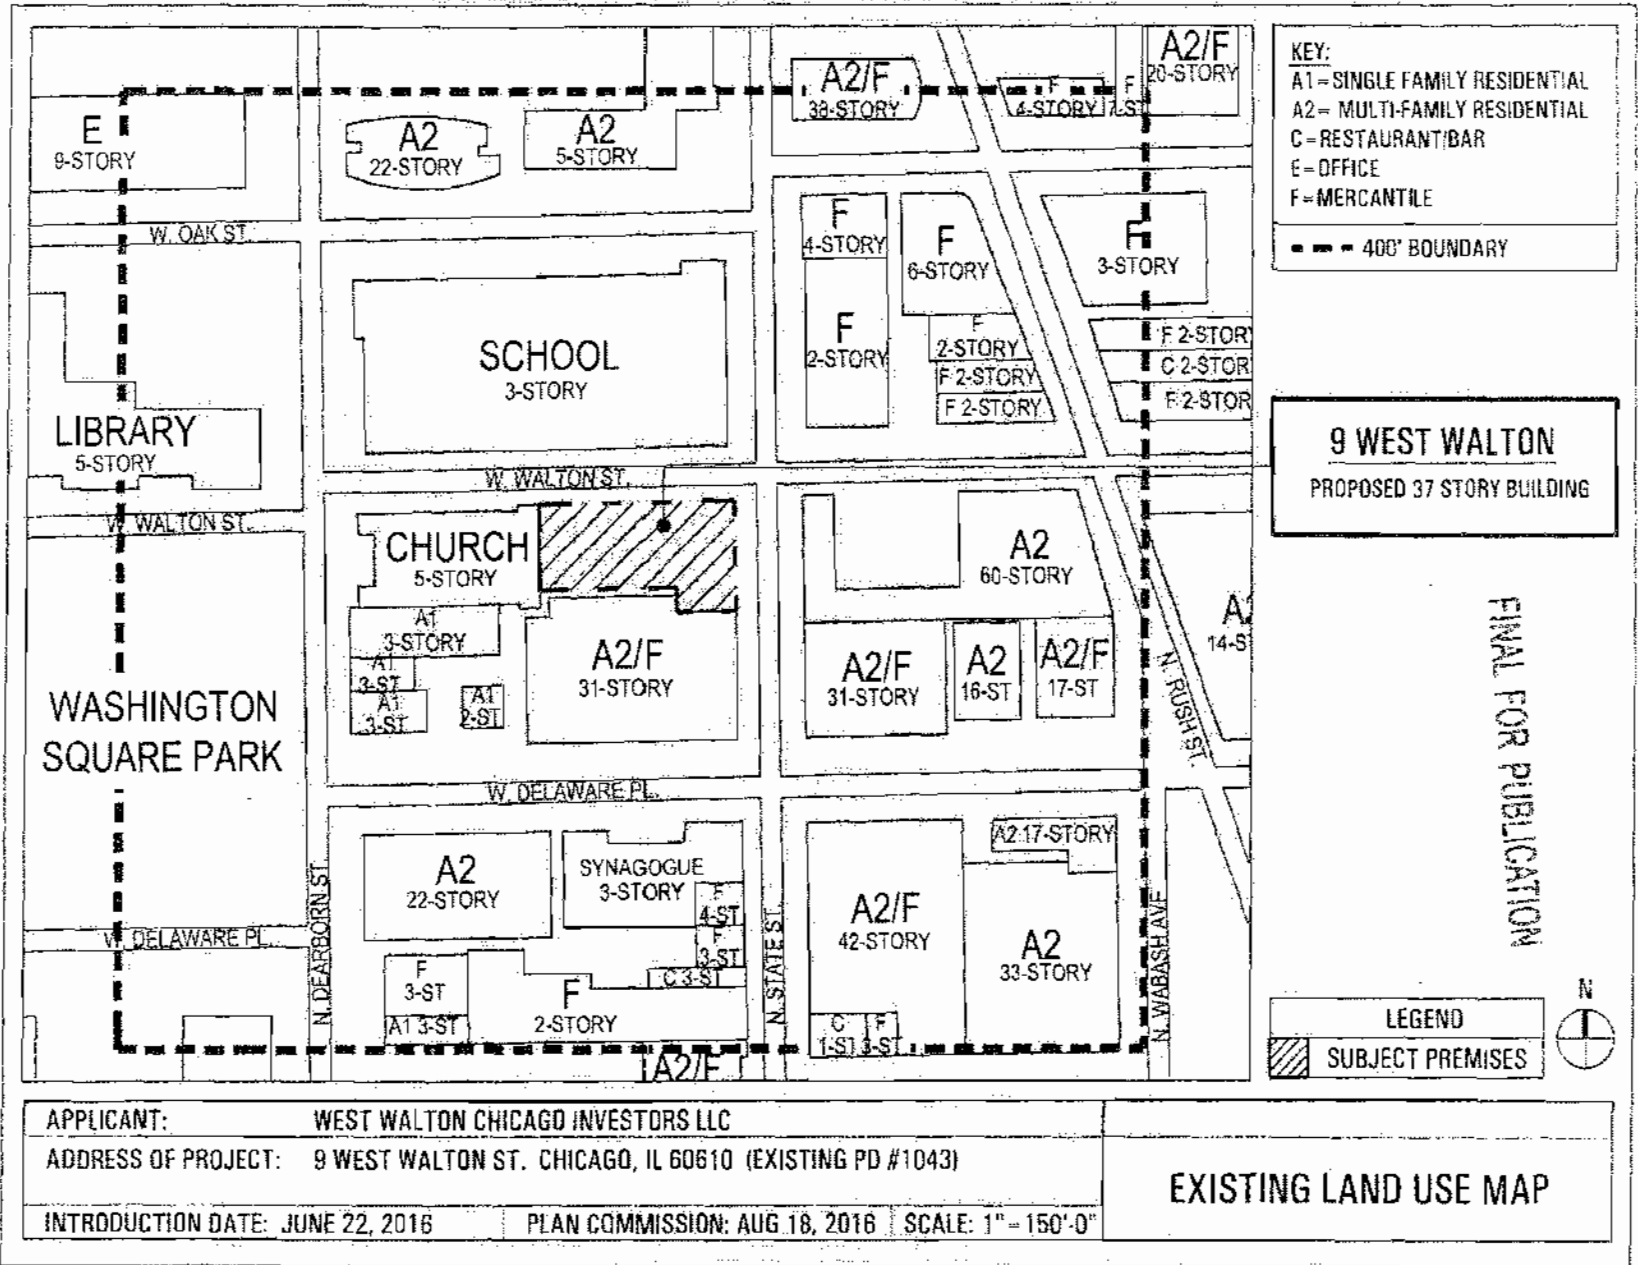 A2/F
38-STORY
F
4-STORY
F
7-ST
A2/F
20-STORY
E
9-STORY
A2
22-STORY
A2
5-STORY
W. OAK ST.
F
4-STORY
F
6-STORY
F
3-STORY
F
2-STORY
F
2-STORY
F 2-STORY
F 2-STORY
F 2-STORY
C 2-STOR
F 2-STOR
SCHOOL
3-STORY
LIBRARY
5-STORY
W. WALTON ST.
W. WALTON ST.
CHURCH
5-STORY
A2
60-STORY
A1
3-STORY
A1
3-ST
A1
3-ST
A1
2-ST
A2/F
31-STORY
A2/F
31-STORY
A2
16-ST
A2/F
17-ST
A2
14-S
N. RUSH ST.
WASHINGTON
SQUARE PARK
W. DELAWARE PL.
A2
22-STORY
SYNAGOGUE
3-STORY
F
4-ST
F
3-ST
C 3-ST
A2/F
42-STORY
A2 17-STORY
A2
33-STORY
W. DELAWARE PL.
N. DEARBORN ST.
N. STATE ST.
N. WABASH AVE
F
3-ST
A1 3-ST
F
2-STORY
C
1-ST
F
3-ST
A2/F
KEY:
A1=SINGLE FAMILY RESIDENTIAL
A2= MULTI-FAMILY RESIDENTIAL
C=RESTAURANT/BAR
E=OFFICE
F=MERCANTILE
400' BOUNDARY
9 WEST WALTON
PROPOSED 37 STORY BUILDING
FINAL FOR PUBLICATION
N
LEGEND
SUBJECT PREMISES
APPLICANT: WEST WALTON CHICAGO INVESTORS LLC
ADDRESS OF PROJECT: 9 WEST WALTON ST. CHICAGO, IL 60610 (EXISTING PD #1043)
INTRODUCTION DATE: JUNE 22, 2016 PLAN COMMISSION: AUG 18, 2016 SCALE: 1"=150'-0"
EXISTING LAND USE MAP